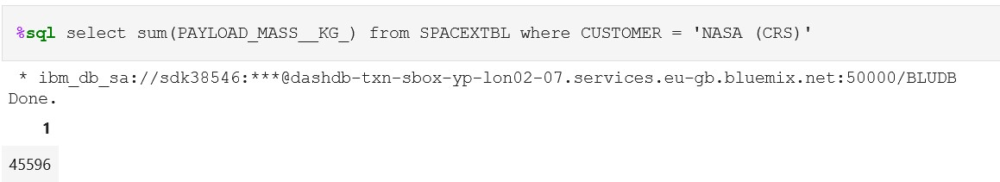 %sql select sum(PAYLOAD_MASS__KG_) from SPACEXTBL where CUSTOMER = 'NASA (CRS)'
* ibm_db_sa://sdk38546:***@dashdb-txn-sbox-yp-lon02-07.services.eu-gb.bluemix.net:50000/BLUDB
Done.
1
45596